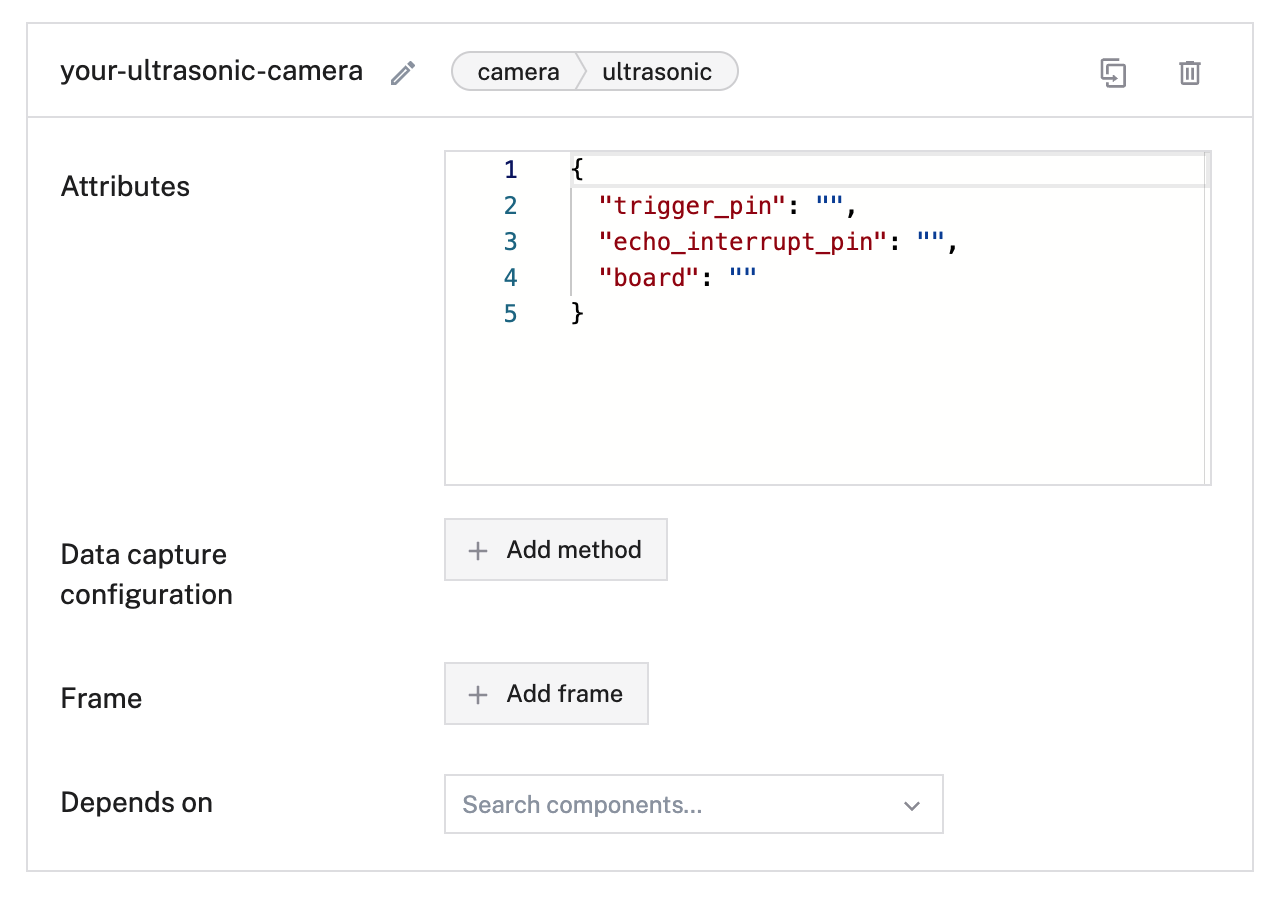 your-ultrasonic-camera
camera
ultrasonic
Attributes
1 {
2 "trigger_pin": "",
3 "echo_interrupt_pin": "",
4 "board": ""
5 }
Data capture
configuration
Add method
Frame
Add frame
Depends on
Search components...